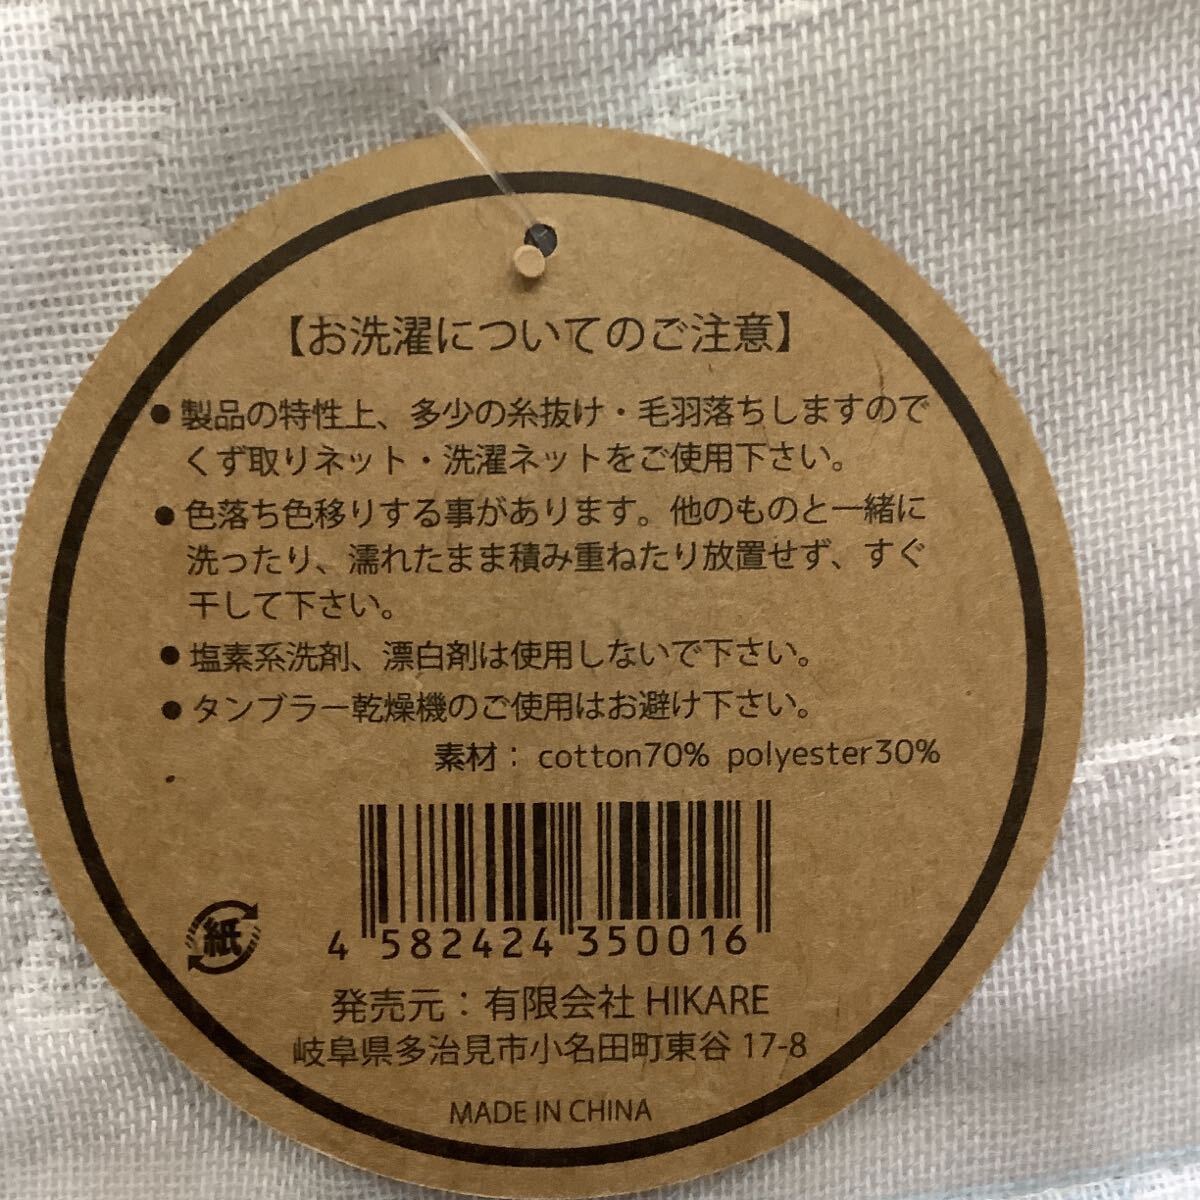 【お洗濯についてのご注意】
●製品の特性上、多少の糸抜け・毛羽落ちしますので
くず取りネット・洗濯ネットをご使用下さい。
●色落ち色移りする事があります。他のものと一緒に
洗ったり、濡れたまま積み重ねたり放置せず、すぐ
干して下さい。
●塩素系洗剤、漂白剤は使用しないで下さい。
●タンブラー乾燥機のご使用はお避け下さい。
素材：cotton70% polyester30%
4 582424 350016
紙
発売元：有限会社 HIKARE
岐阜県多治見市小名田町東谷 17-8
MADE IN CHINA